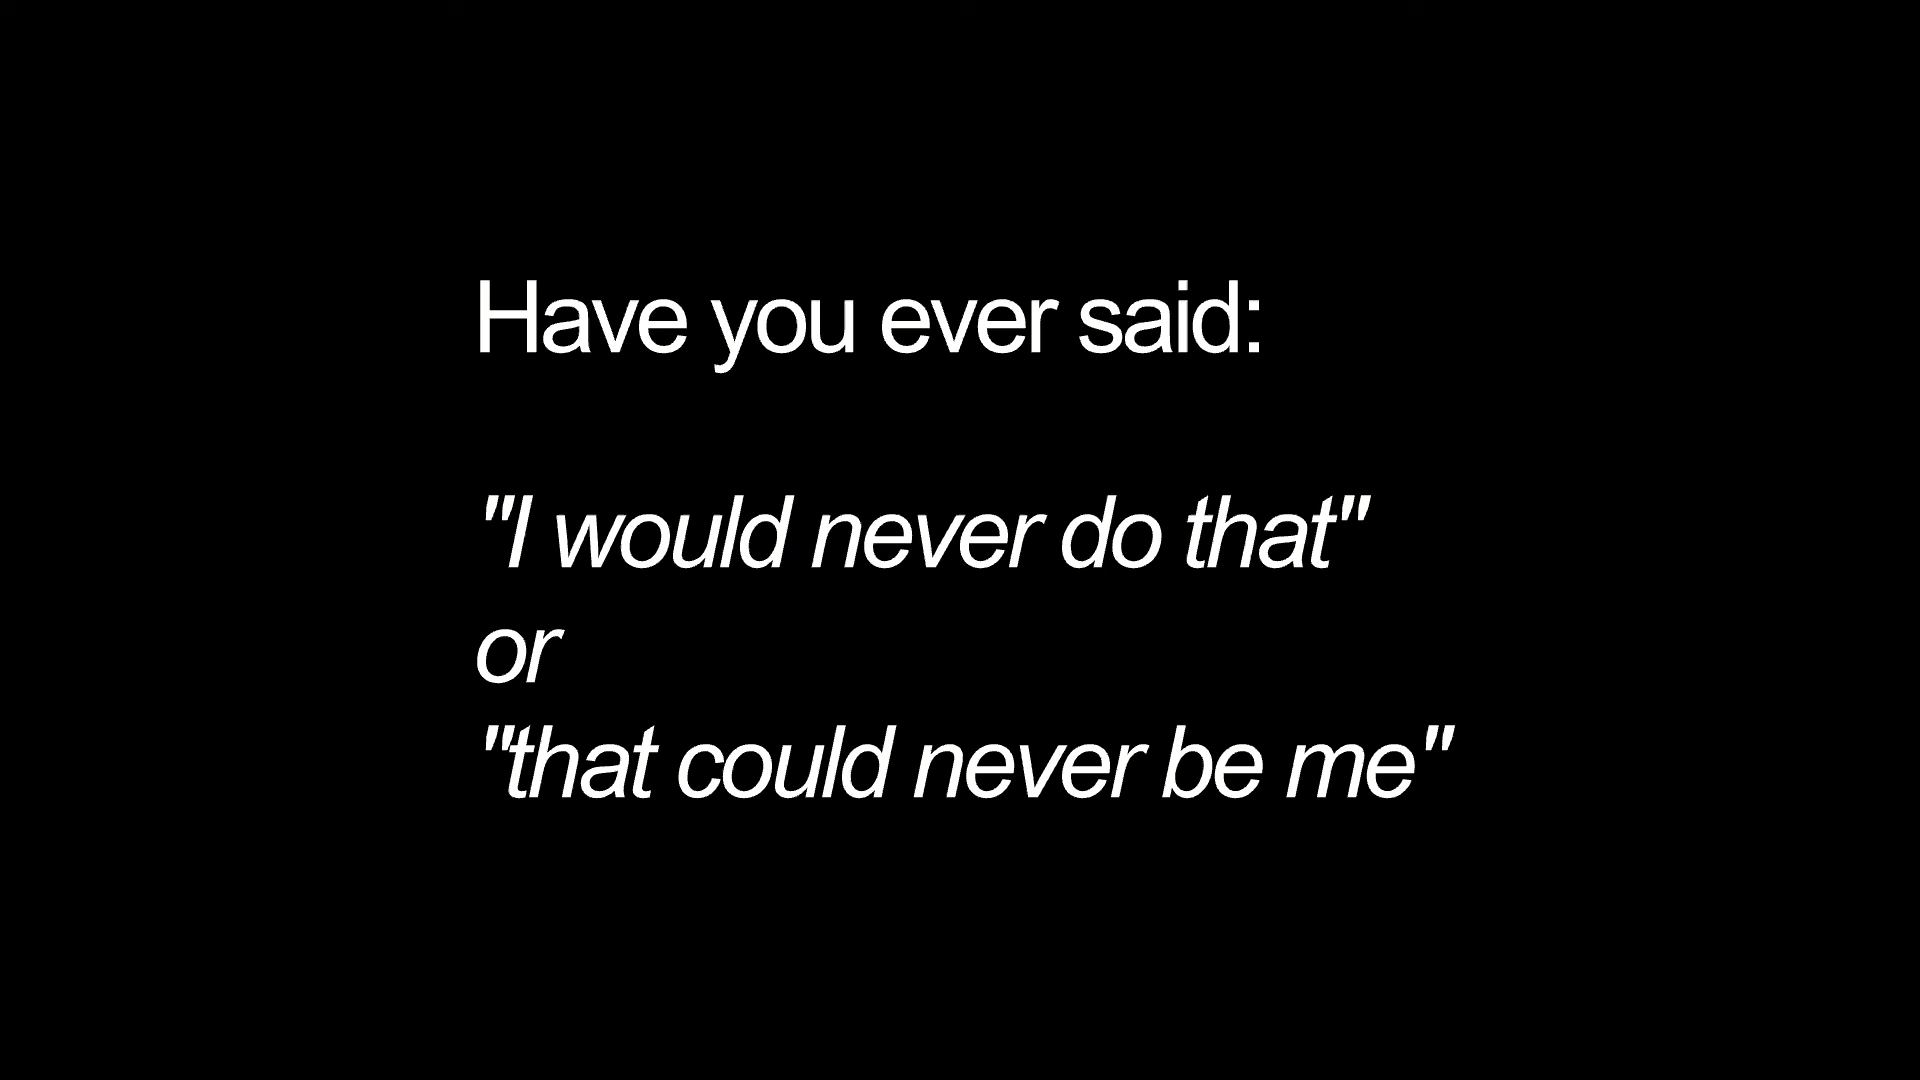 Have you ever said:
"I would never do that"
or
"that could never be me"